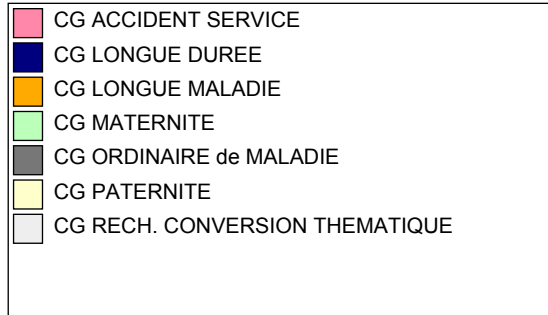 CG ACCIDENT SERVICE
CG LONGUE DUREE
CG LONGUE MALADIE
CG MATERNITE
CG ORDINAIRE de MALADIE
CG PATERNITE
CG RECH. CONVERSION THEMATIQUE